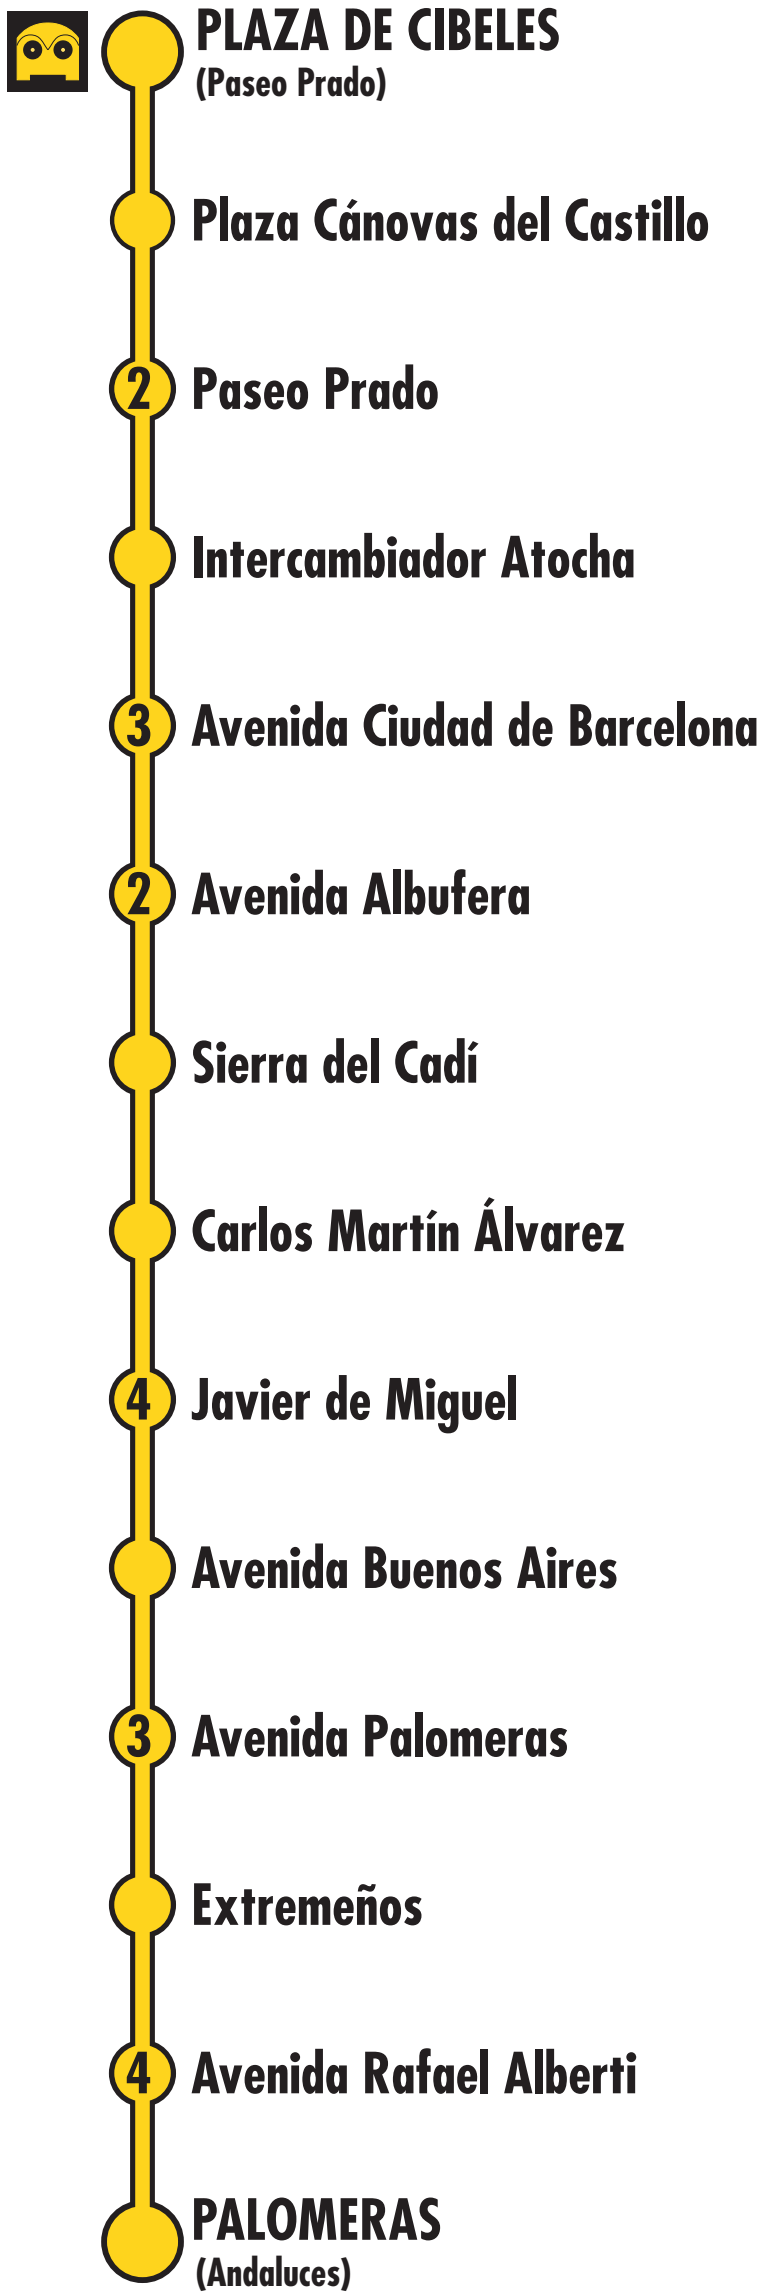 PLAZA DE CIBELES
(Paseo Prado)
Plaza Cánovas del Castillo
2 Paseo Prado
Intercambiador Atocha
3 Avenida Ciudad de Barcelona
2 Avenida Albufera
Sierra del Cadí
Carlos Martín Álvarez
4 Javier de Miguel
Avenida Buenos Aires
3 Avenida Palomeras
Extremeños
4 Avenida Rafael Alberti
PALOMERAS
(Andaluces)